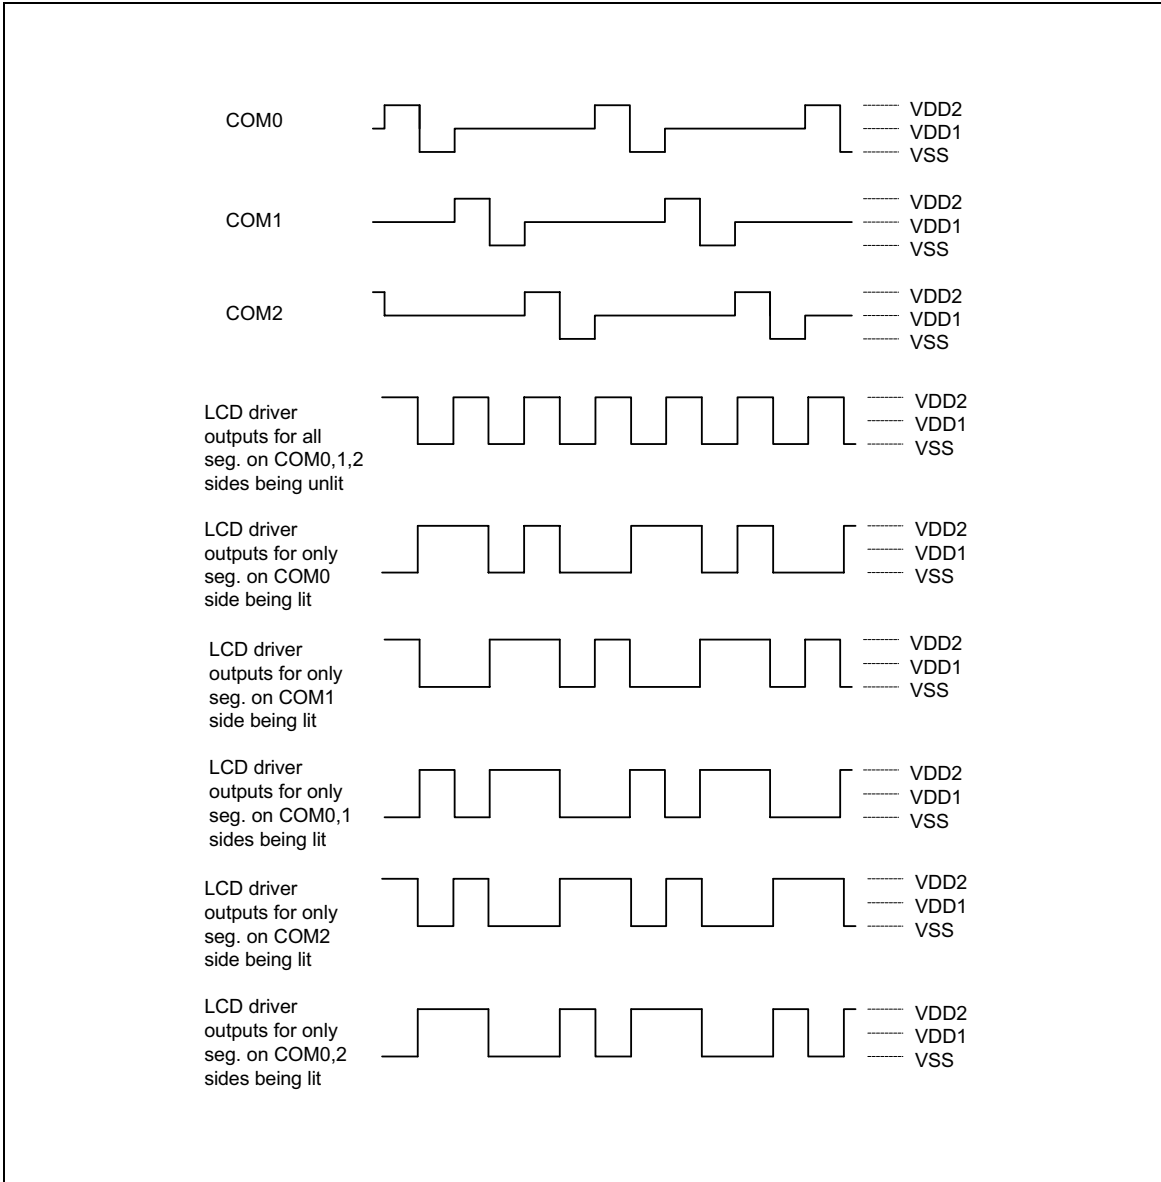 COM0
VDD2
VDD1
VSS
COM1
VDD2
VDD1
VSS
COM2
VDD2
VDD1
VSS
LCD driver
outputs for all
seg. on COM0,1,2
sides being unlit
VDD2
VDD1
VSS
LCD driver
outputs for only
seg. on COM0
side being lit
VDD2
VDD1
VSS
LCD driver
outputs for only
seg. on COM1
side being lit
VDD2
VDD1
VSS
LCD driver
outputs for only
seg. on COM0,1
sides being lit
VDD2
VDD1
VSS
LCD driver
outputs for only
seg. on COM2
side being lit
VDD2
VDD1
VSS
LCD driver
outputs for only
seg. on COM0,2
sides being lit
VDD2
VDD1
VSS